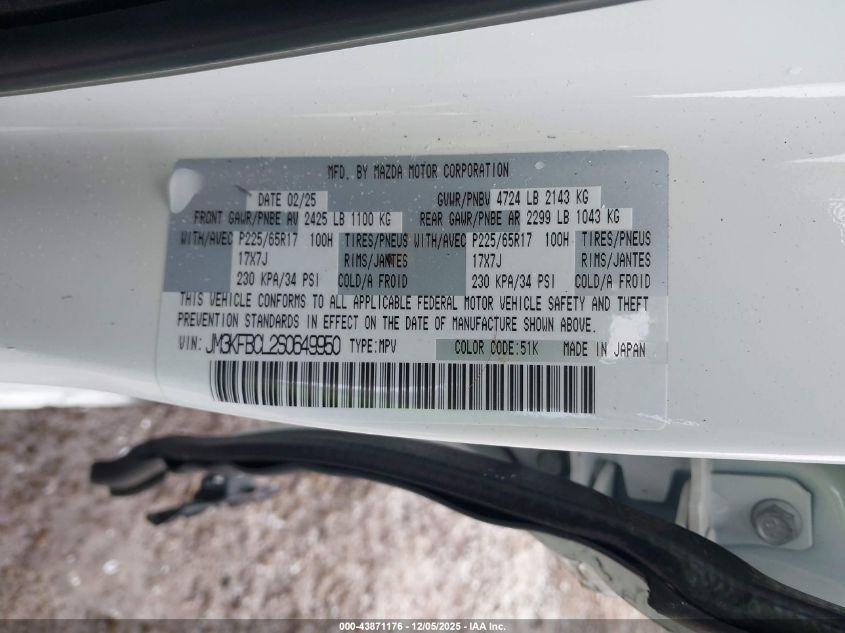 MFD. BY MAZDA MOTOR CORPORATION
DATE 02/25 GVWR/PNBV 4724 LB 2143 KG
FRONT GAWR/PNBE AV 2425 LB 1100 KG REAR GAWR/PNBE AR 2299 LB 1043 KG
WITH/AVEC P225/65R17 100H TIRES/PNEUS WITH/AVEC P225/65R17 100H TIRES/PNEUS
17X7J RIMS/JANTES 17X7J RIMS/JANTES
230 KPA/34 PSI COLD/A FROID 230 KPA/34 PSI COLD/A FROID
THIS VEHICLE CONFORMS TO ALL APPLICABLE FEDERAL MOTOR VEHICLE SAFETY AND THEFT
PREVENTION STANDARDS IN EFFECT ON THE DATE OF MANUFACTURE SHOWN ABOVE.
VIN: JM3KFBCL2S0649950 TYPE:MPV COLOR CODE:51K MADE IN JAPAN
000-43871176 - 12/05/2025 - IAA Inc.